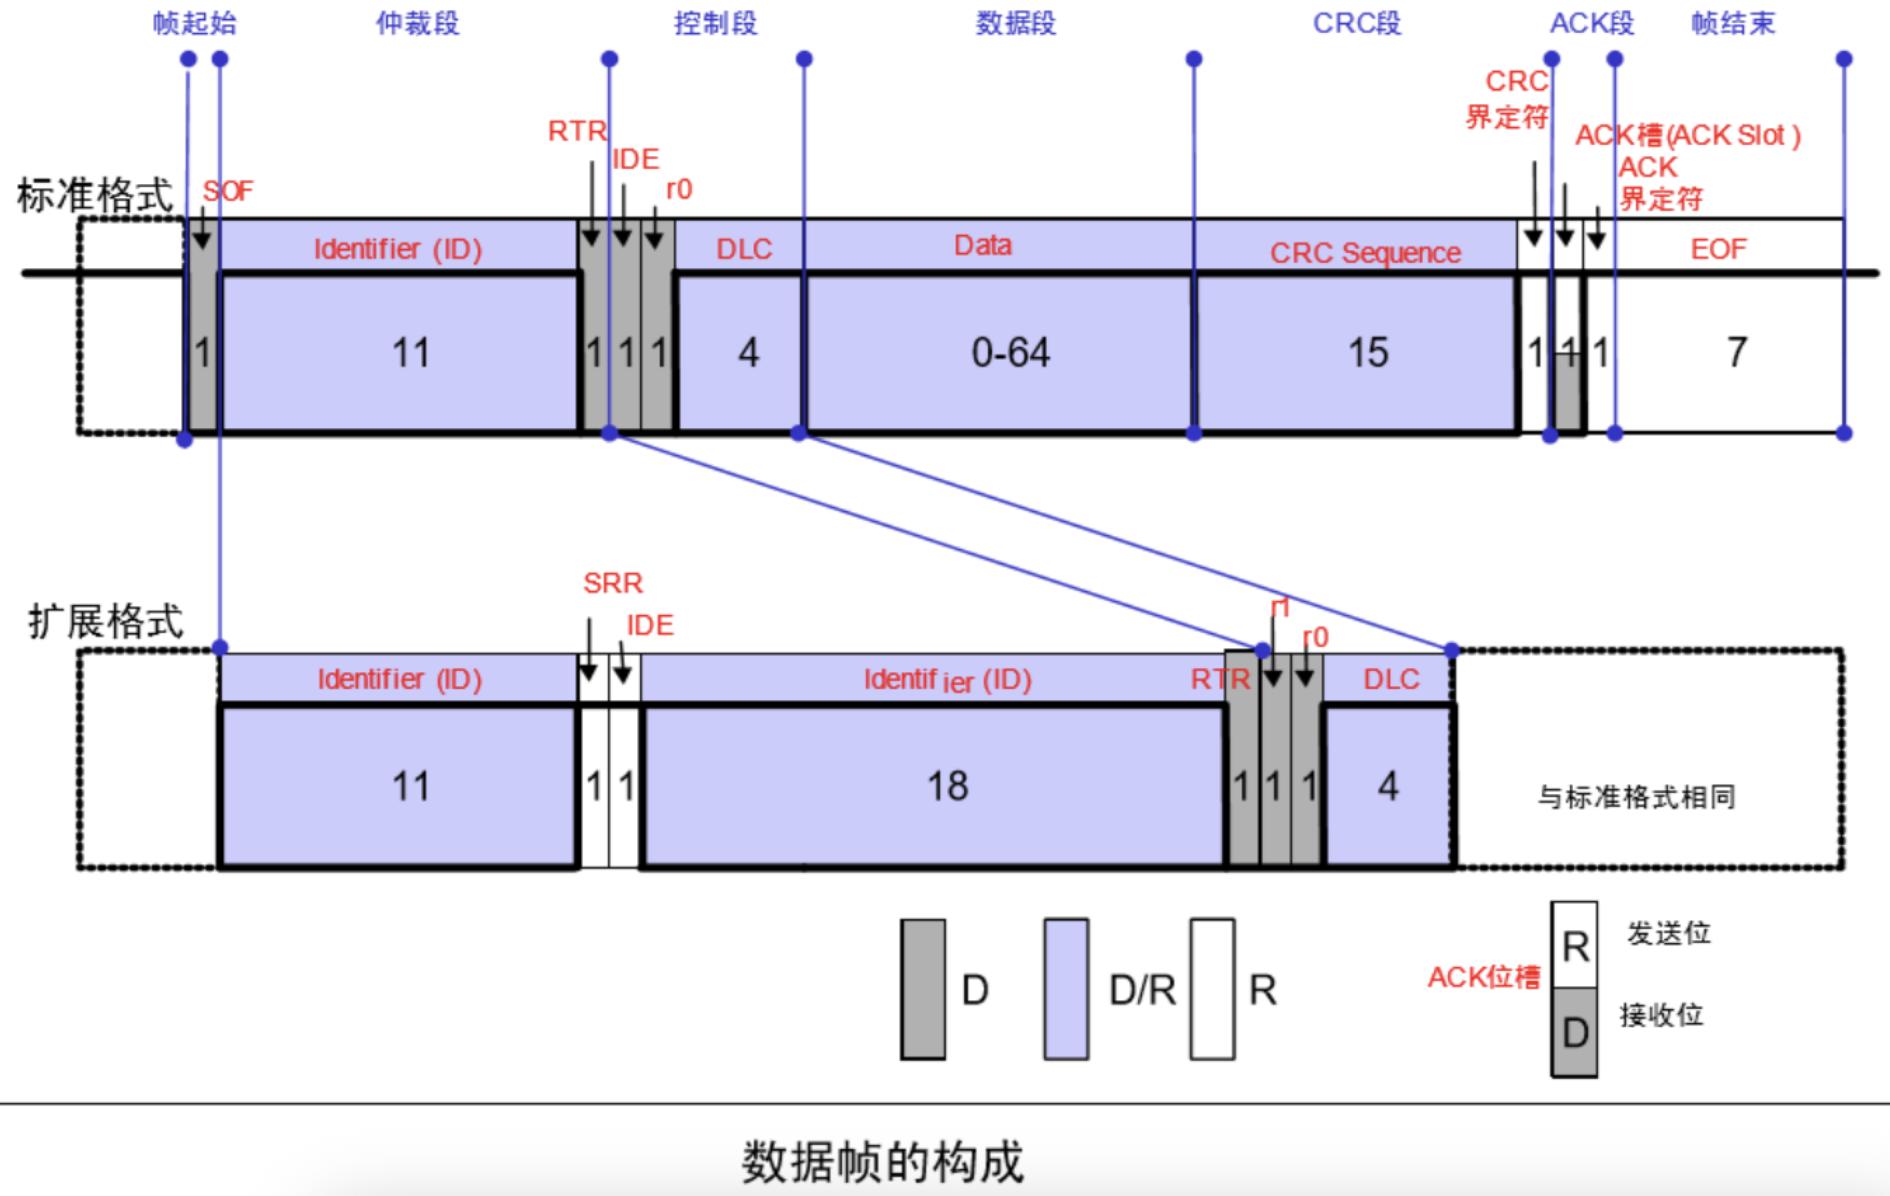 帧起始 仲裁段 控制段 数据段 CRC段 ACK段 帧结束
CRC
界定符
RTR
ACK槽(ACK Slot)
IDE
ACK
界定符
标准格式
SOF
r0
Identifier (ID) DLC Data CRC Sequence EOF
1 11 1 1 1 4 0-64 15 1 1 1 7
SRR
r1
扩展格式
IDE
r0
Identifier (ID) Identifier (ID) RTR DLC
11 1 1 18 1 1 1 4 与标准格式相同
D D/R R
ACK位槽
R 发送位
D 接收位
数据帧的构成